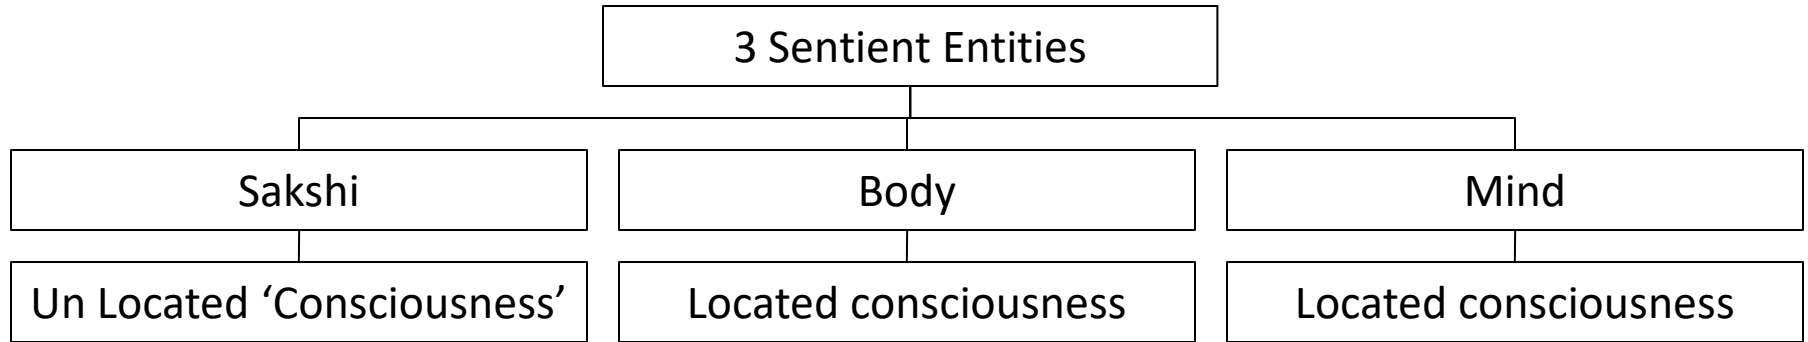 3 Sentient Entities
Sakshi
Body
Mind
Un Located ‘Consciousness’
Located consciousness
Located consciousness